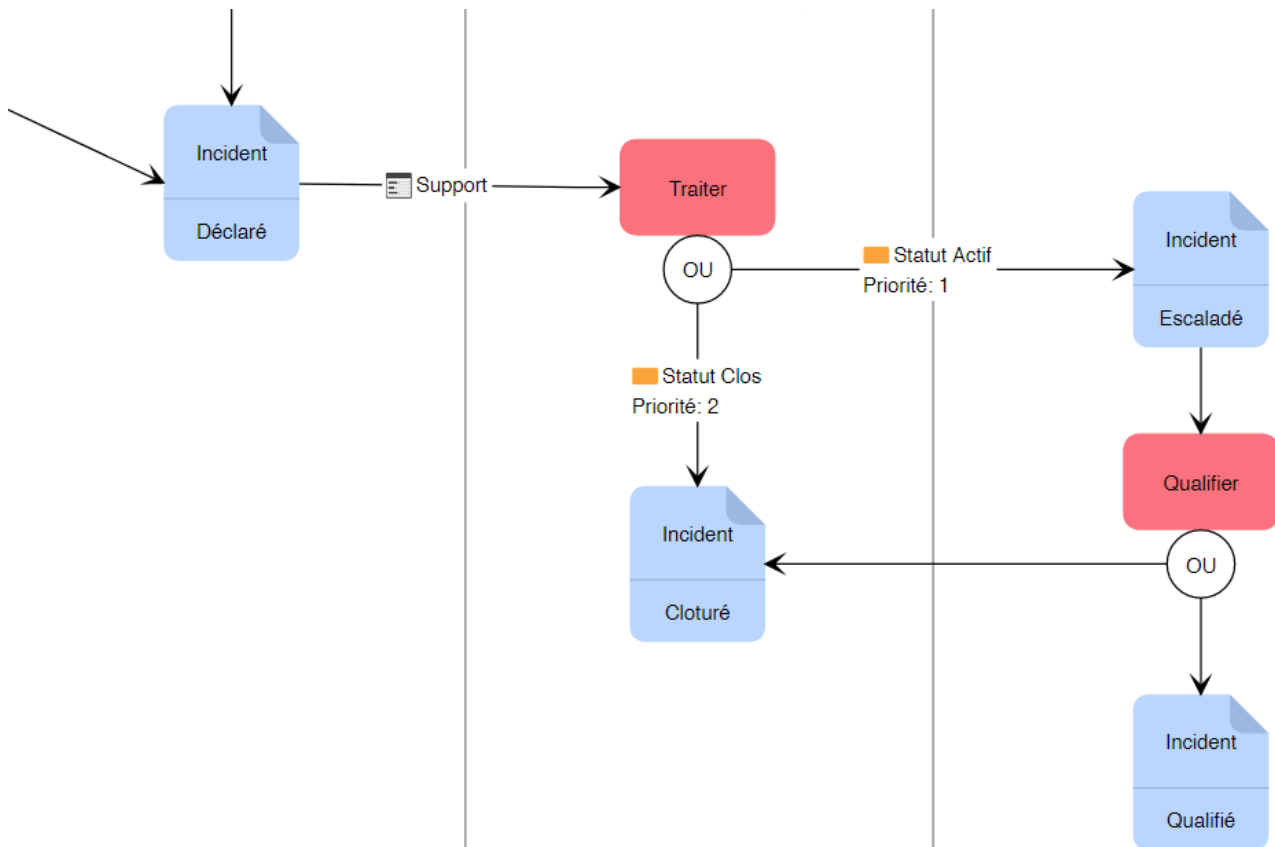 Incident
Déclaré
Support
Traiter
OU
Statut Actif
Priorité: 1
Incident
Escaladé
Statut Clos
Priorité: 2
Qualifier
OU
Incident
Cloturé
Incident
Qualifié